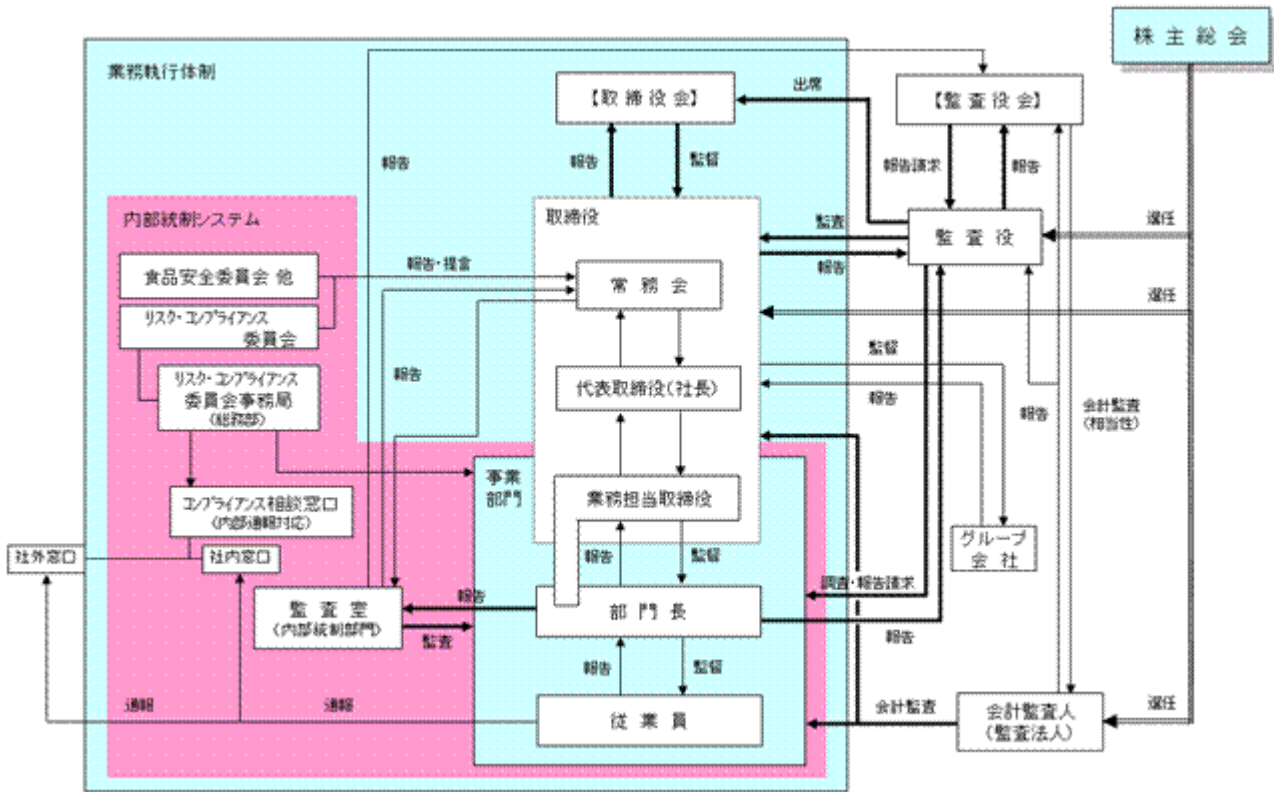 株主総会
業務執行体制
【取締役会】
出席
【監査役会】
報告
報告
監督
報告請求
報告
内部統制システム
取締役
監査
監査役
選任
報告
食品安全委員会 他
報告・提言
常務会
選任
リスク・コンプライアンス
委員会
監督
リスク・コンプライアンス
委員会事務局
(総務部)
報告
代表取締役(社長)
報告
報告
会計監査
(相当性)
事業
部門
業務担当取締役
コンプライアンス相談窓口
(内部通報対応)
グループ
会社
社外窓口
社内窓口
報告
監督
調査・報告請求
監査室
(内部統制部門)
報告
部門長
監査
報告
報告
監督
通報
通報
従業員
会計監査
会計監査人
(監査法人)
選任